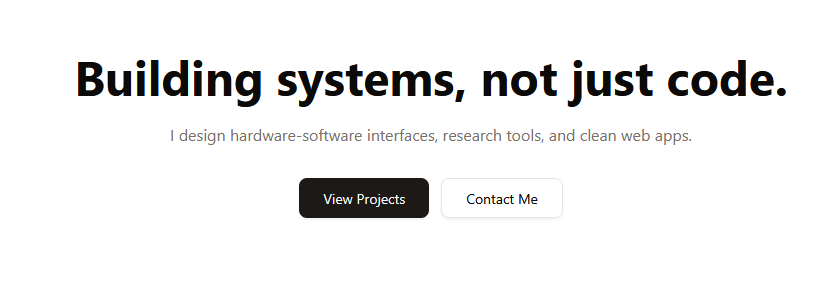 Building systems, not just code.
I design hardware-software interfaces, research tools, and clean web apps.
View Projects
Contact Me